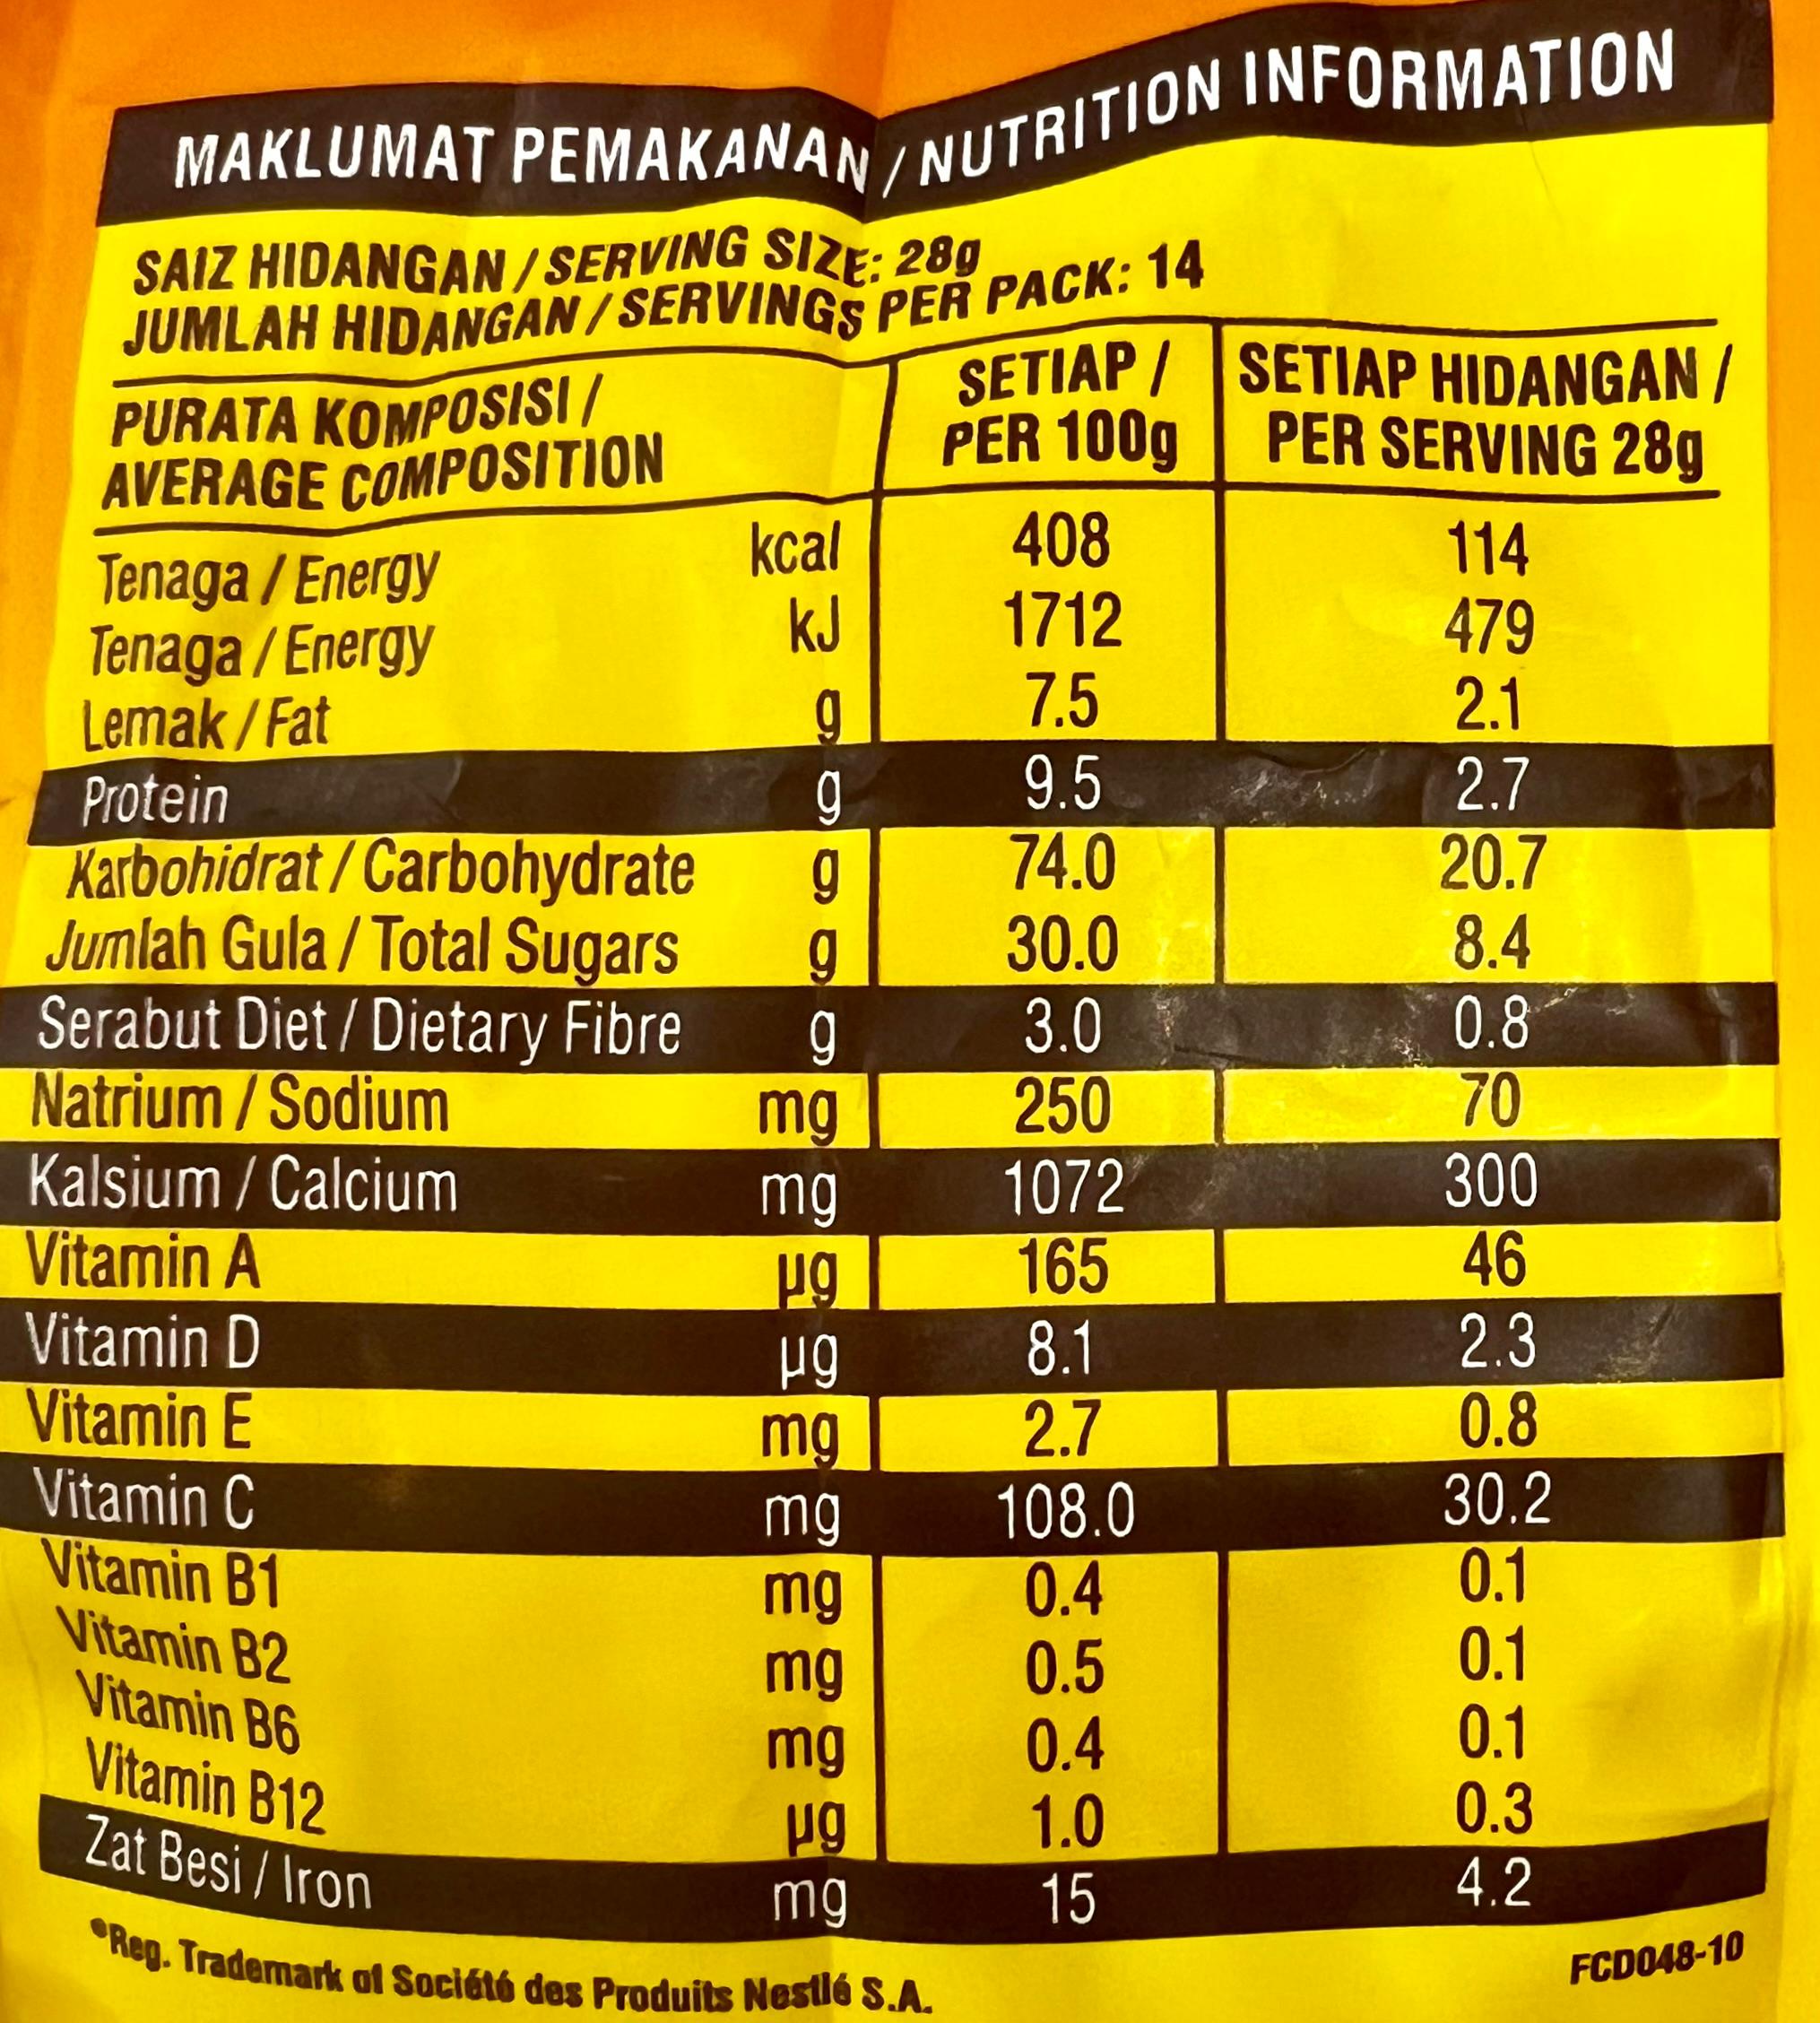 MAKLUMAT PEMAKANAN / NUTRITION INFORMATION
SAIZ HIDANGAN / SERVING SIZE: 28g
JUMLAH HIDANGAN / SERVINGS PER PACK: 14
PURATA KOMPOSISI / AVERAGE COMPOSITION SETIAP / PER 100g SETIAP HIDANGAN / PER SERVING 28g
Tenaga / Energy kcal 408 114
Tenaga / Energy kJ 1712 479
Lemak / Fat g 7.5 2.1
Protein g 9.5 2.7
Karbohidrat / Carbohydrate g 74.0 20.7
Jumlah Gula / Total Sugars g 30.0 8.4
Serabut Diet / Dietary Fibre g 3.0 0.8
Natrium / Sodium mg 250 70
Kalsium / Calcium mg 1072 300
Vitamin A µg 165 46
Vitamin D µg 8.1 2.3
Vitamin E mg 2.7 0.8
Vitamin C mg 108.0 30.2
Vitamin B1 mg 0.4 0.1
Vitamin B2 mg 0.5 0.1
Vitamin B6 mg 0.4 0.1
Vitamin B12 µg 1.0 0.3
Zat Besi / Iron mg 15 4.2
®Reg. Trademark of Société des Produits Nestlé S.A.
FCD048-10